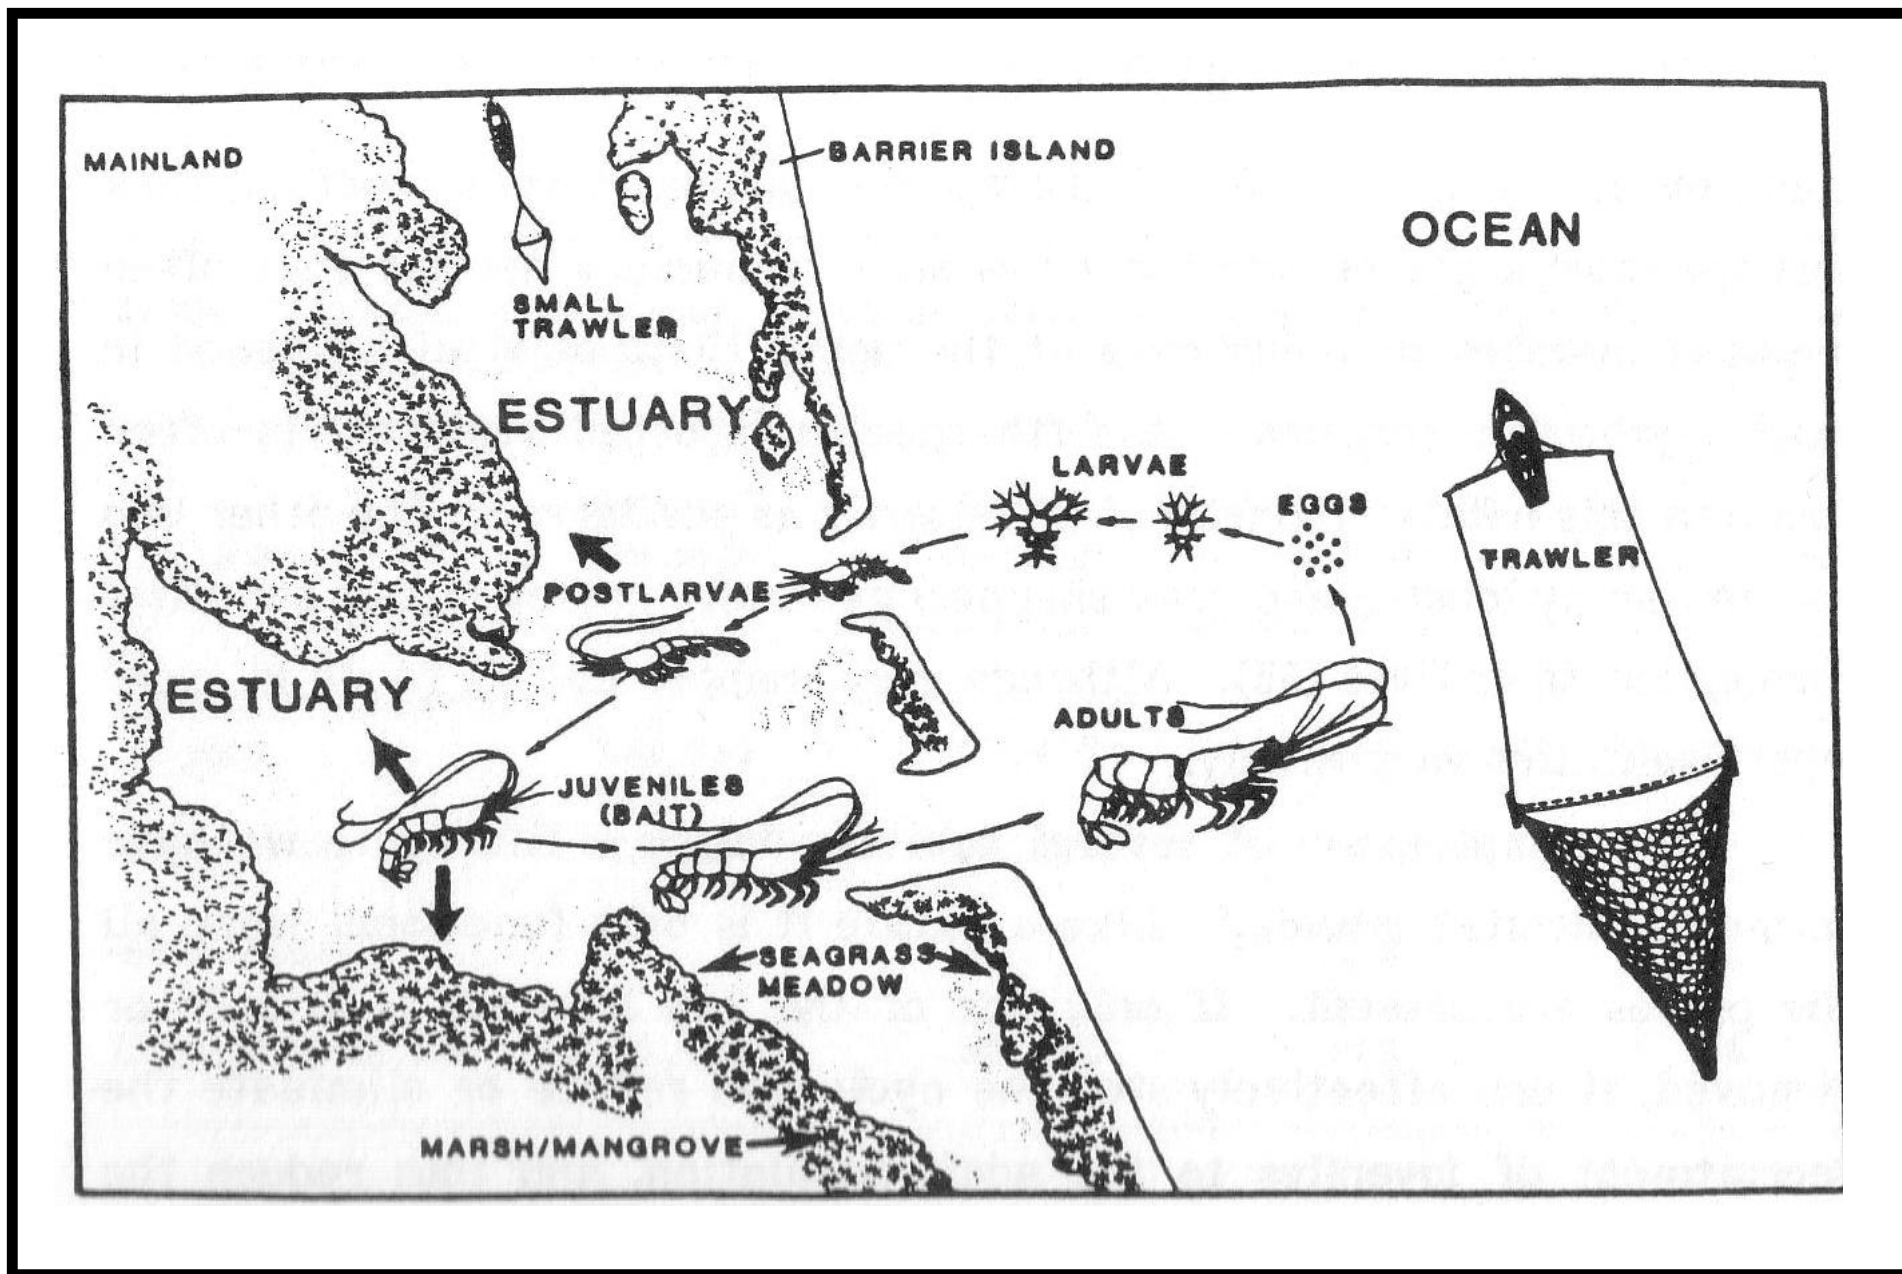 MAINLAND
BARRIER ISLAND
OCEAN
SMALL
TRAWLER
ESTUARY
LARVAE
EGGS
TRAWLER
POSTLARVAE
ESTUARY
ADULTS
JUVENILES
(BAIT)
SEAGRASS
MEADOW
MARSH/MANGROVE